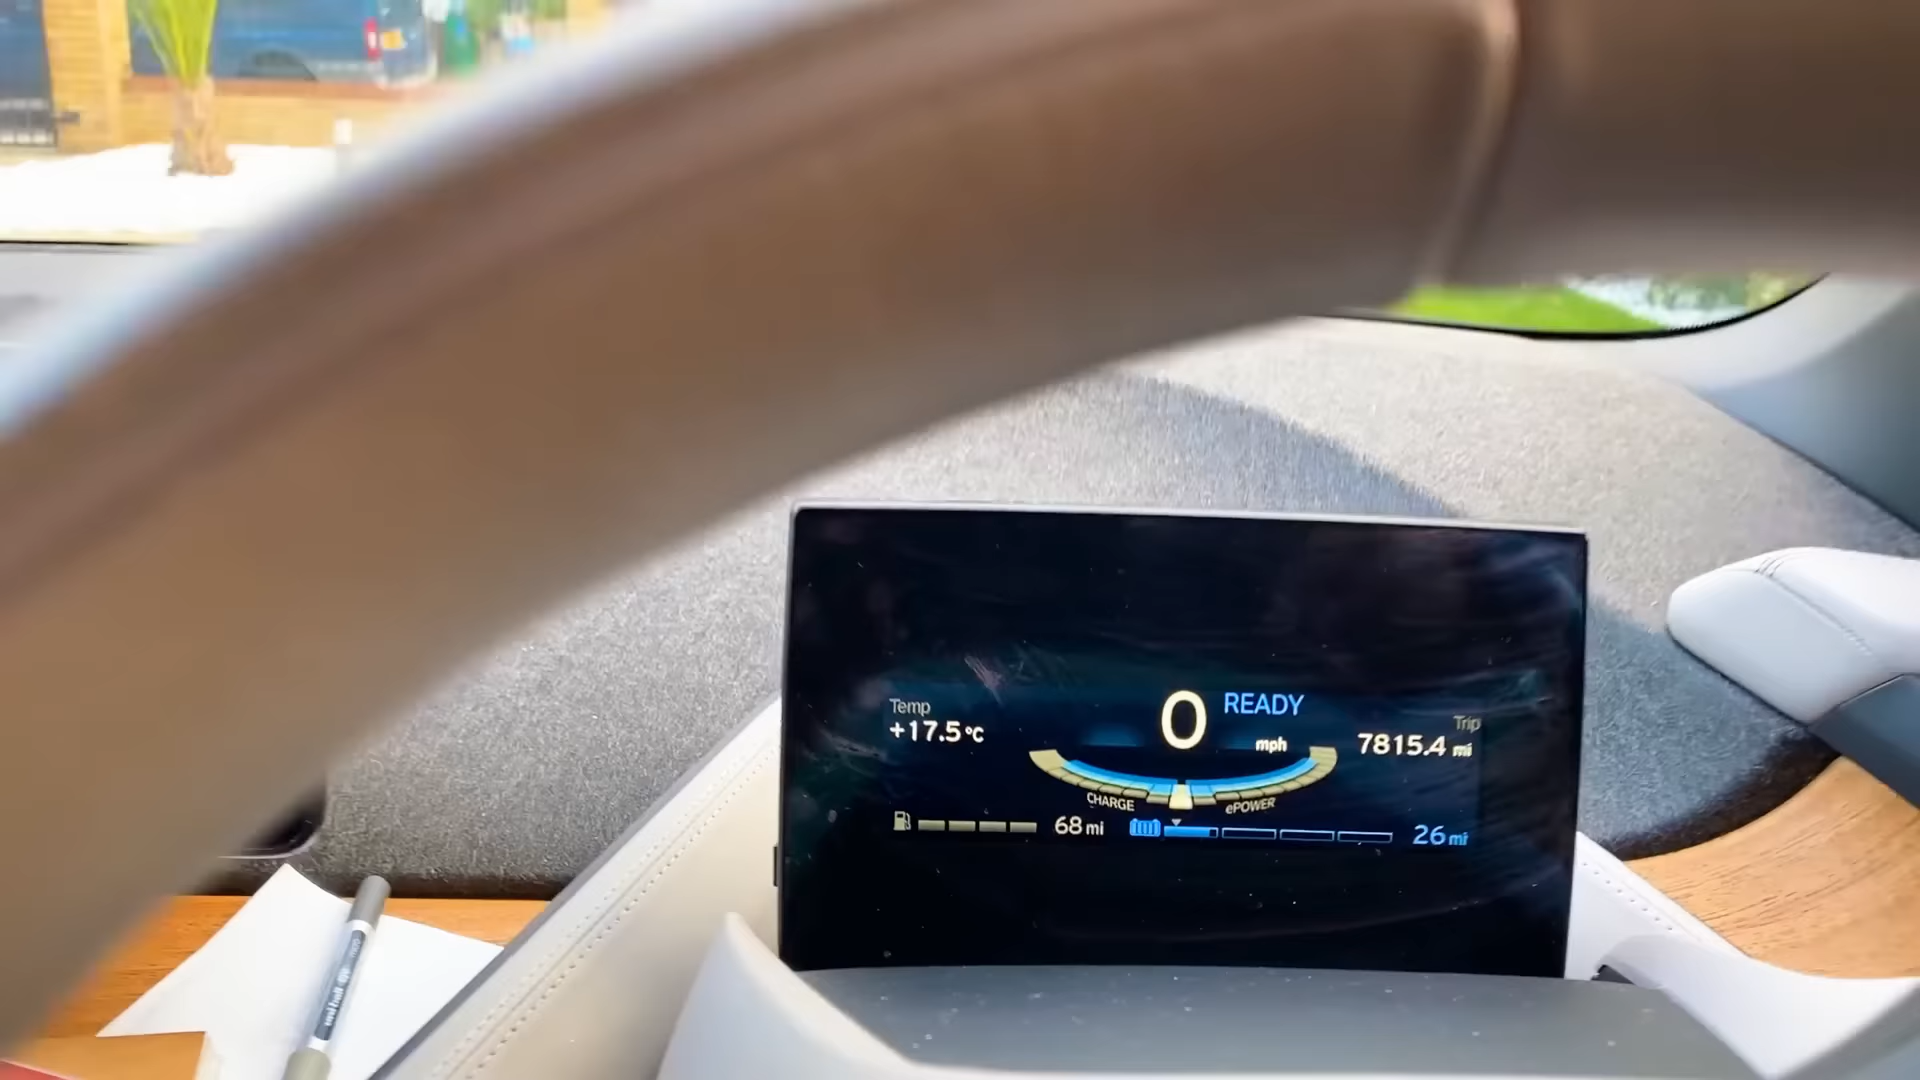 Temp
+17.5 °C
0 READY
mph
Trip
7815.4 mi
CHARGE
ePOWER
68 mi
26 mi